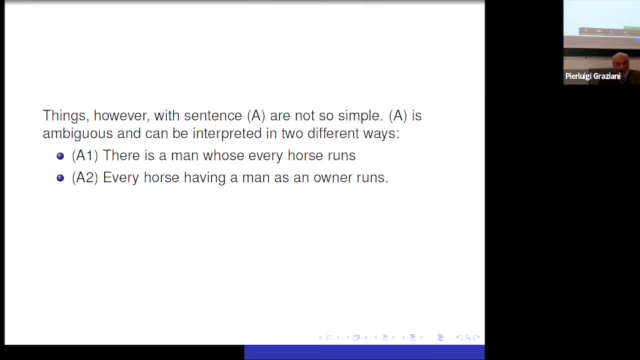 Things, however, with sentence (A) are not so simple. (A) is
ambiguous and can be interpreted in two different ways:
(A1) There is a man whose every horse runs
(A2) Every horse having a man as an owner runs.
Pierluigi Graziani